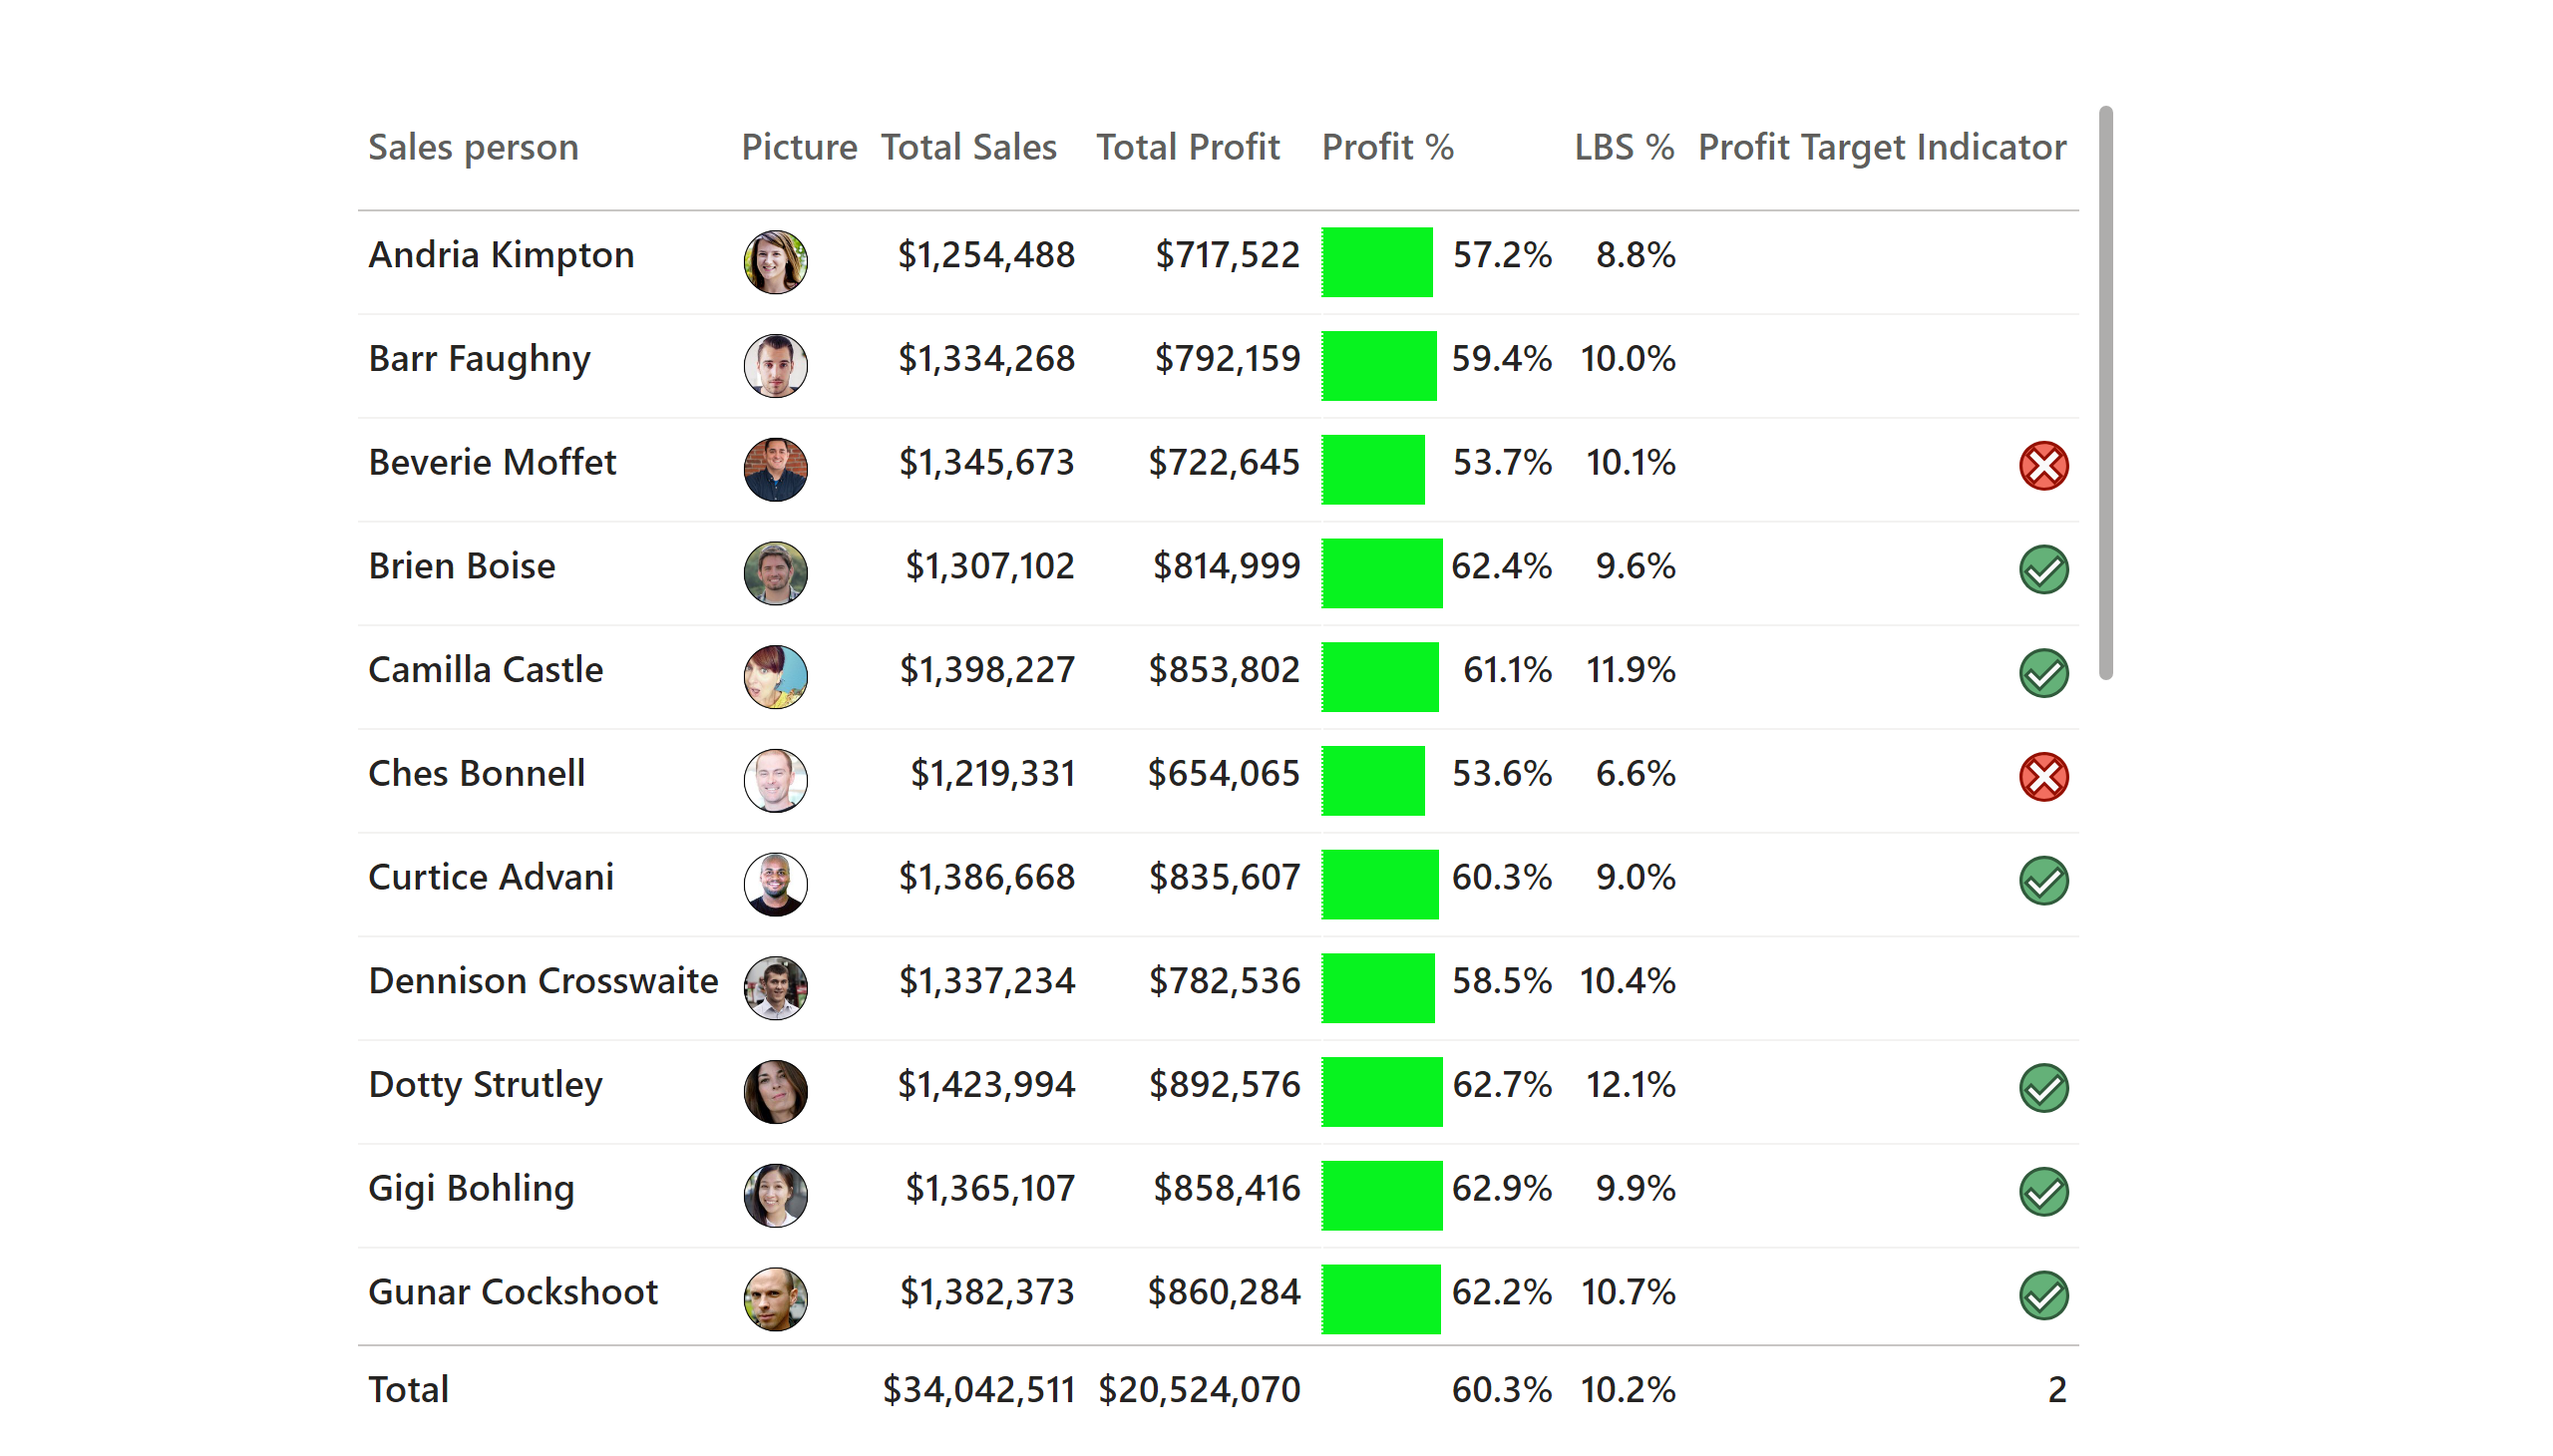 Sales person Picture Total Sales Total Profit Profit % LBS % Profit Target Indicator
Andria Kimpton $1,254,488 $717,522 57.2% 8.8%
Barr Faughny $1,334,268 $792,159 59.4% 10.0%
Beverie Moffet $1,345,673 $722,645 53.7% 10.1%
Brien Boise $1,307,102 $814,999 62.4% 9.6%
Camilla Castle $1,398,227 $853,802 61.1% 11.9%
Ches Bonnell $1,219,331 $654,065 53.6% 6.6%
Curtice Advani $1,386,668 $835,607 60.3% 9.0%
Dennison Crosswaite $1,337,234 $782,536 58.5% 10.4%
Dotty Strutley $1,423,994 $892,576 62.7% 12.1%
Gigi Bohling $1,365,107 $858,416 62.9% 9.9%
Gunar Cockshoot $1,382,373 $860,284 62.2% 10.7%
Total $34,042,511 $20,524,070 60.3% 10.2% 2